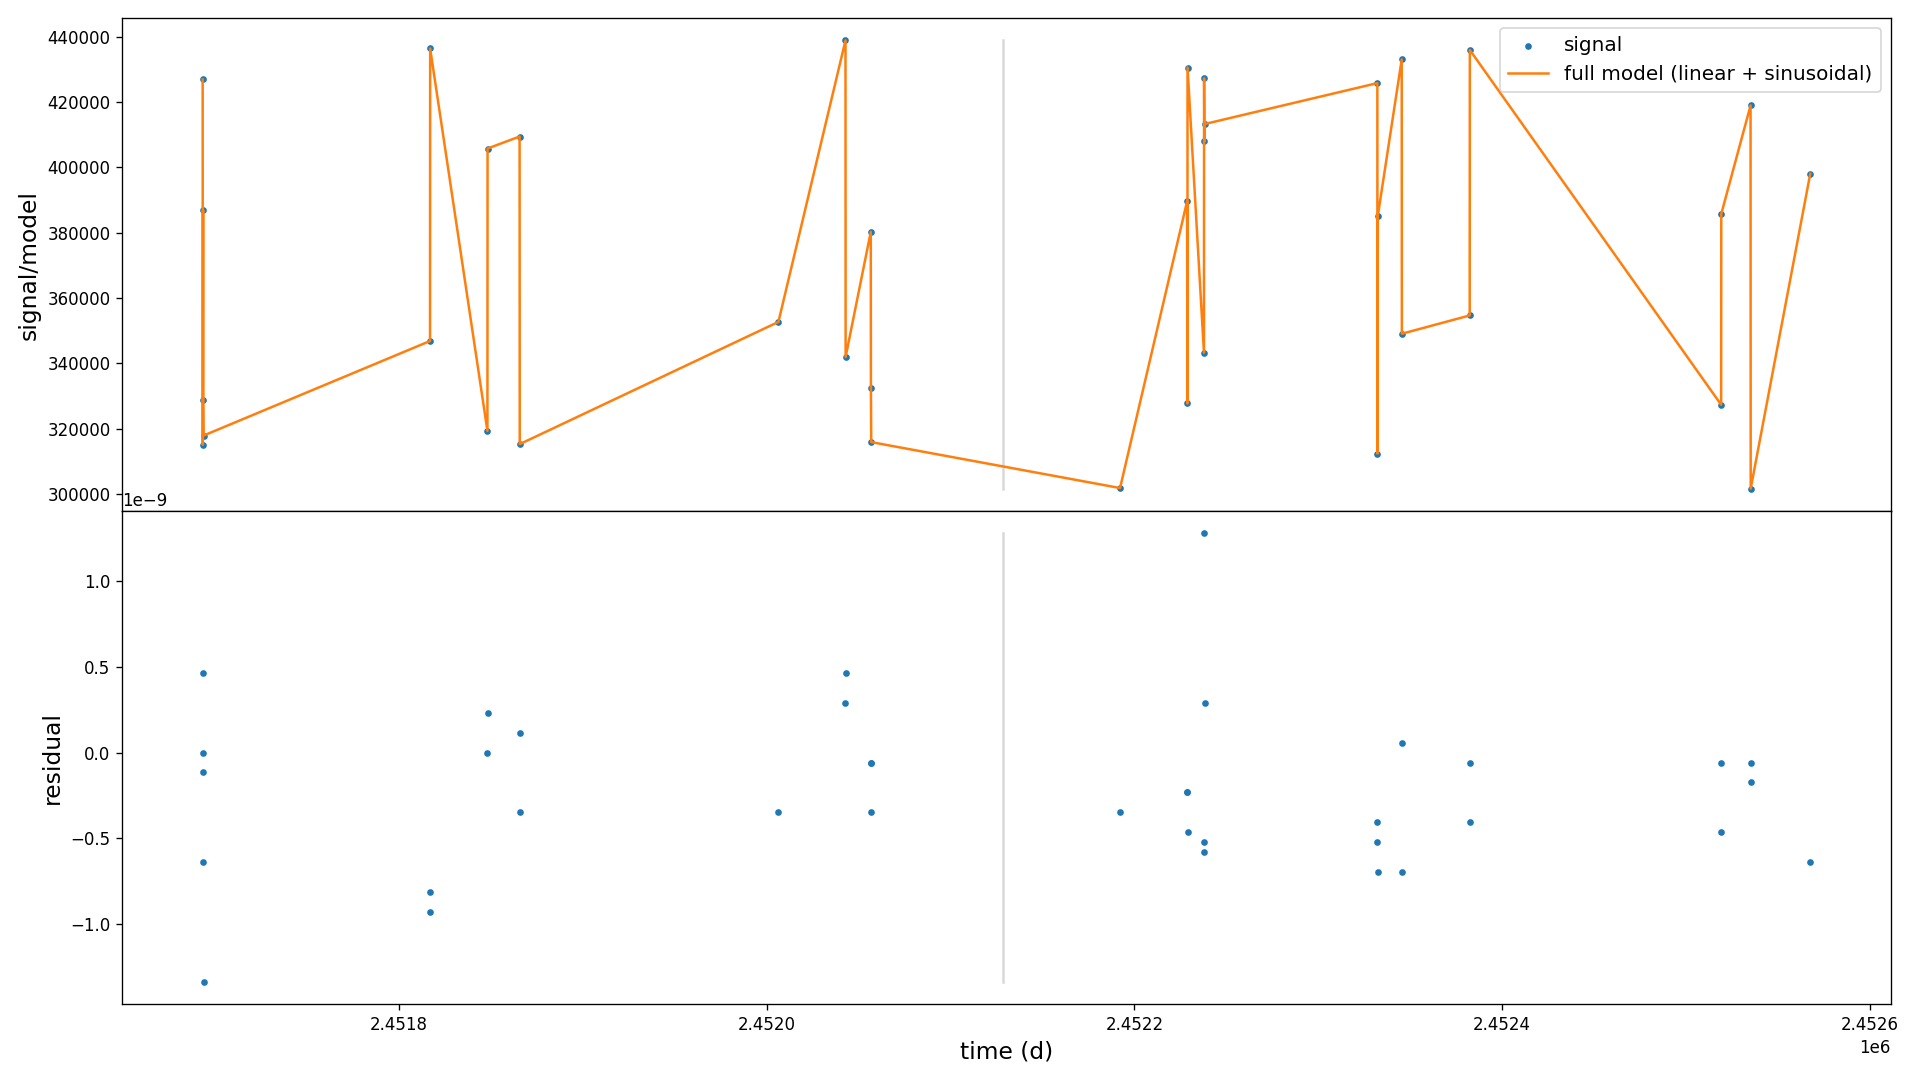 signal
full model (linear + sinusoidal)
440000
420000
400000
380000
360000
340000
320000
300000
signal/model
1e−9
1.0
0.5
0.0
−0.5
−1.0
residual
2.4518
2.4520
2.4522
2.4524
2.4526
1e6
time (d)